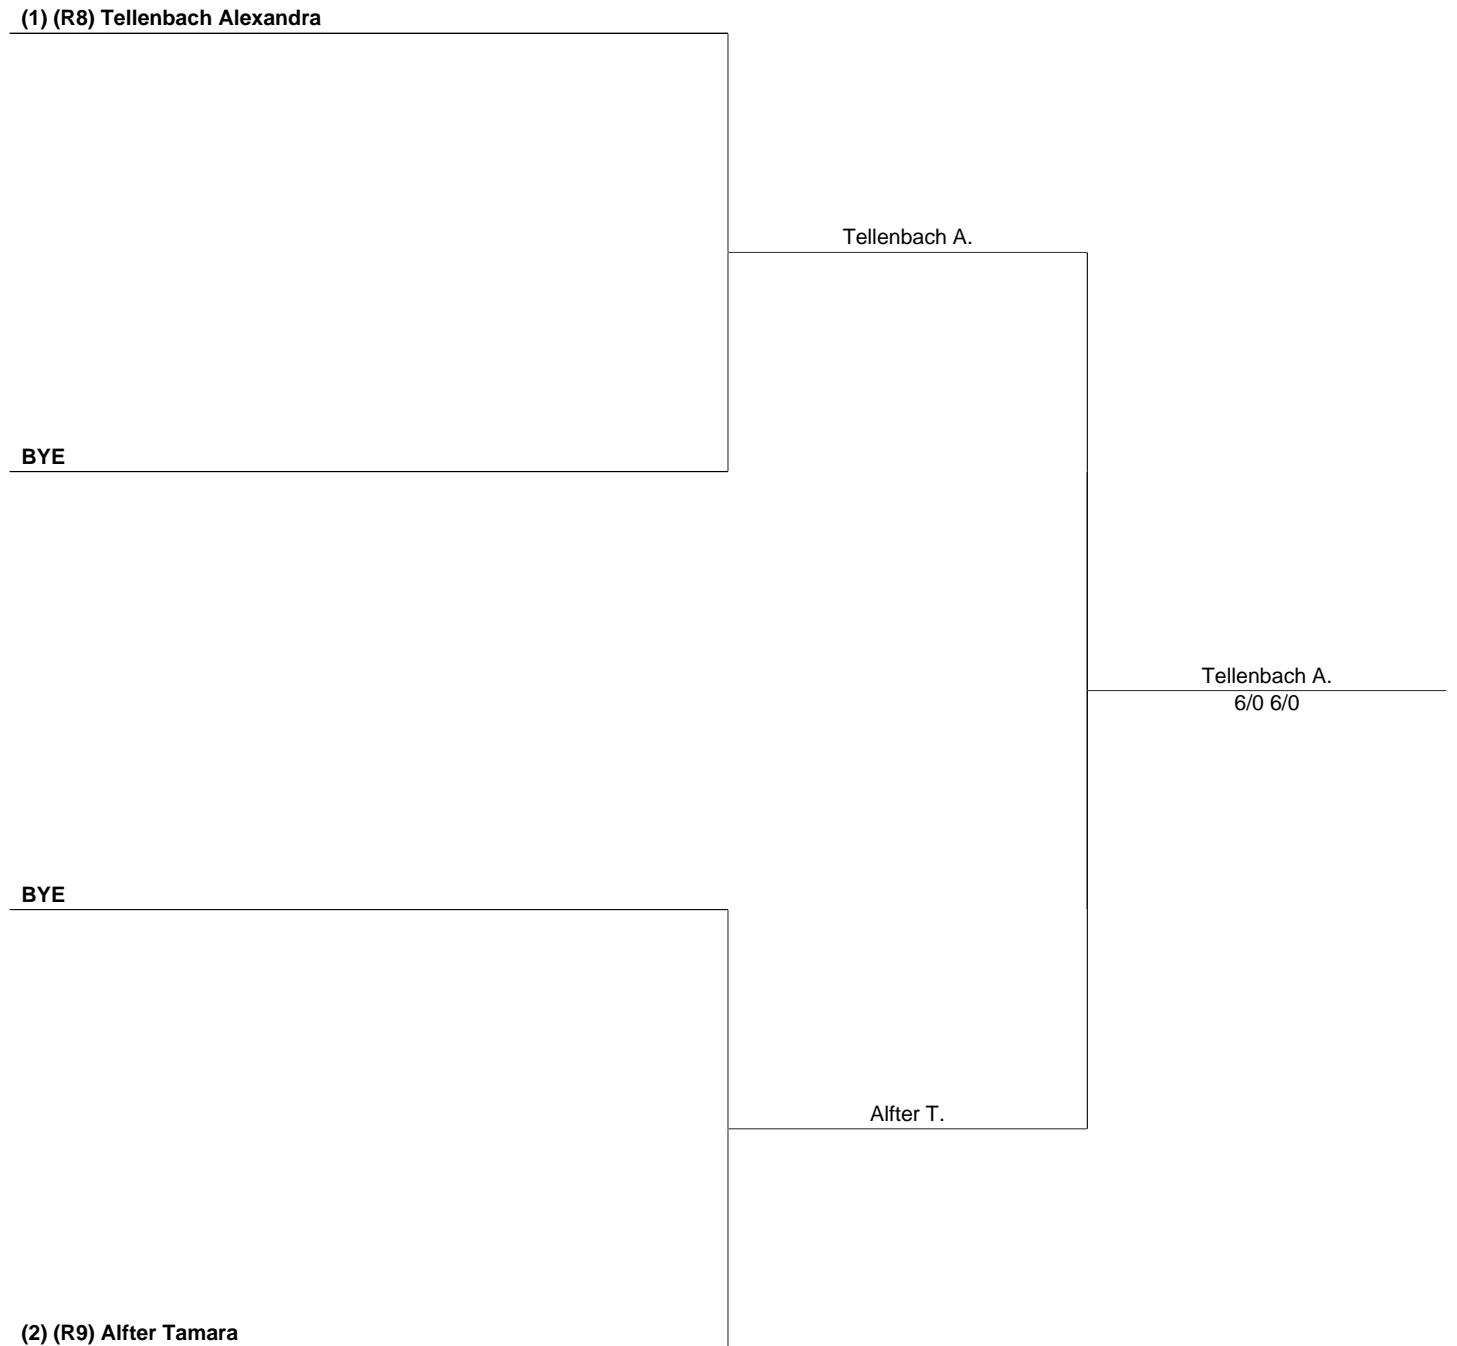 (1) (R8) Tellenbach Alexandra
Tellenbach A.
BYE
Tellenbach A.
6/0 6/0
BYE
Alfter T.
(2) (R9) Alfter Tamara